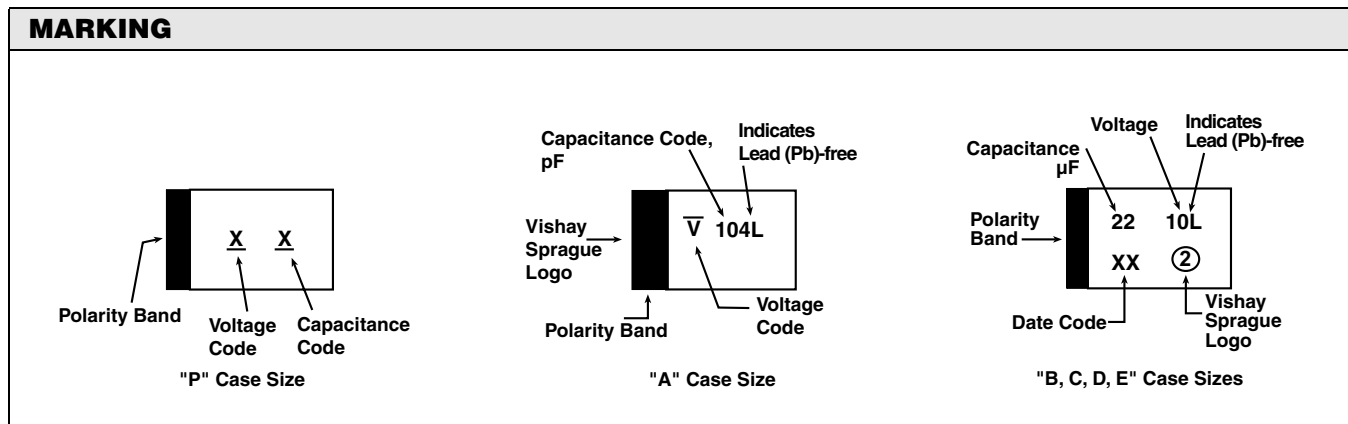 MARKING
X X
Polarity Band
Voltage
Code
Capacitance
Code
"P" Case Size
Capacitance Code,
pF
Indicates
Lead (Pb)-free
Vishay
Sprague
Logo
V 104L
Polarity Band
Voltage
Code
"A" Case Size
Capacitance
µF
Voltage
Indicates
Lead (Pb)-free
Polarity
Band
22 10L
XX 2
Date Code
Vishay
Sprague
Logo
"B, C, D, E" Case Sizes